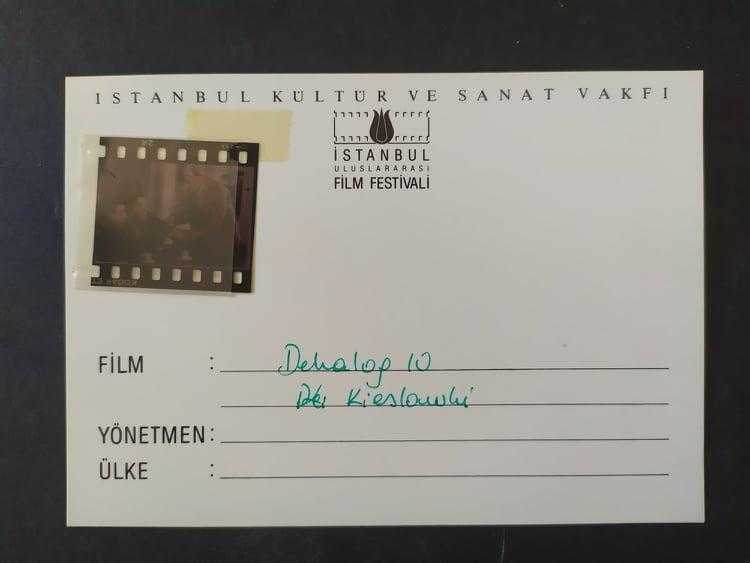 ISTANBUL KÜLTÜR VE SANAT VAKFI
İSTANBUL
ULUSLARARASI
FİLM FESTİVALİ
FİLM : Dekalog 10
Kieslowski
YÖNETMEN :
ÜLKE :